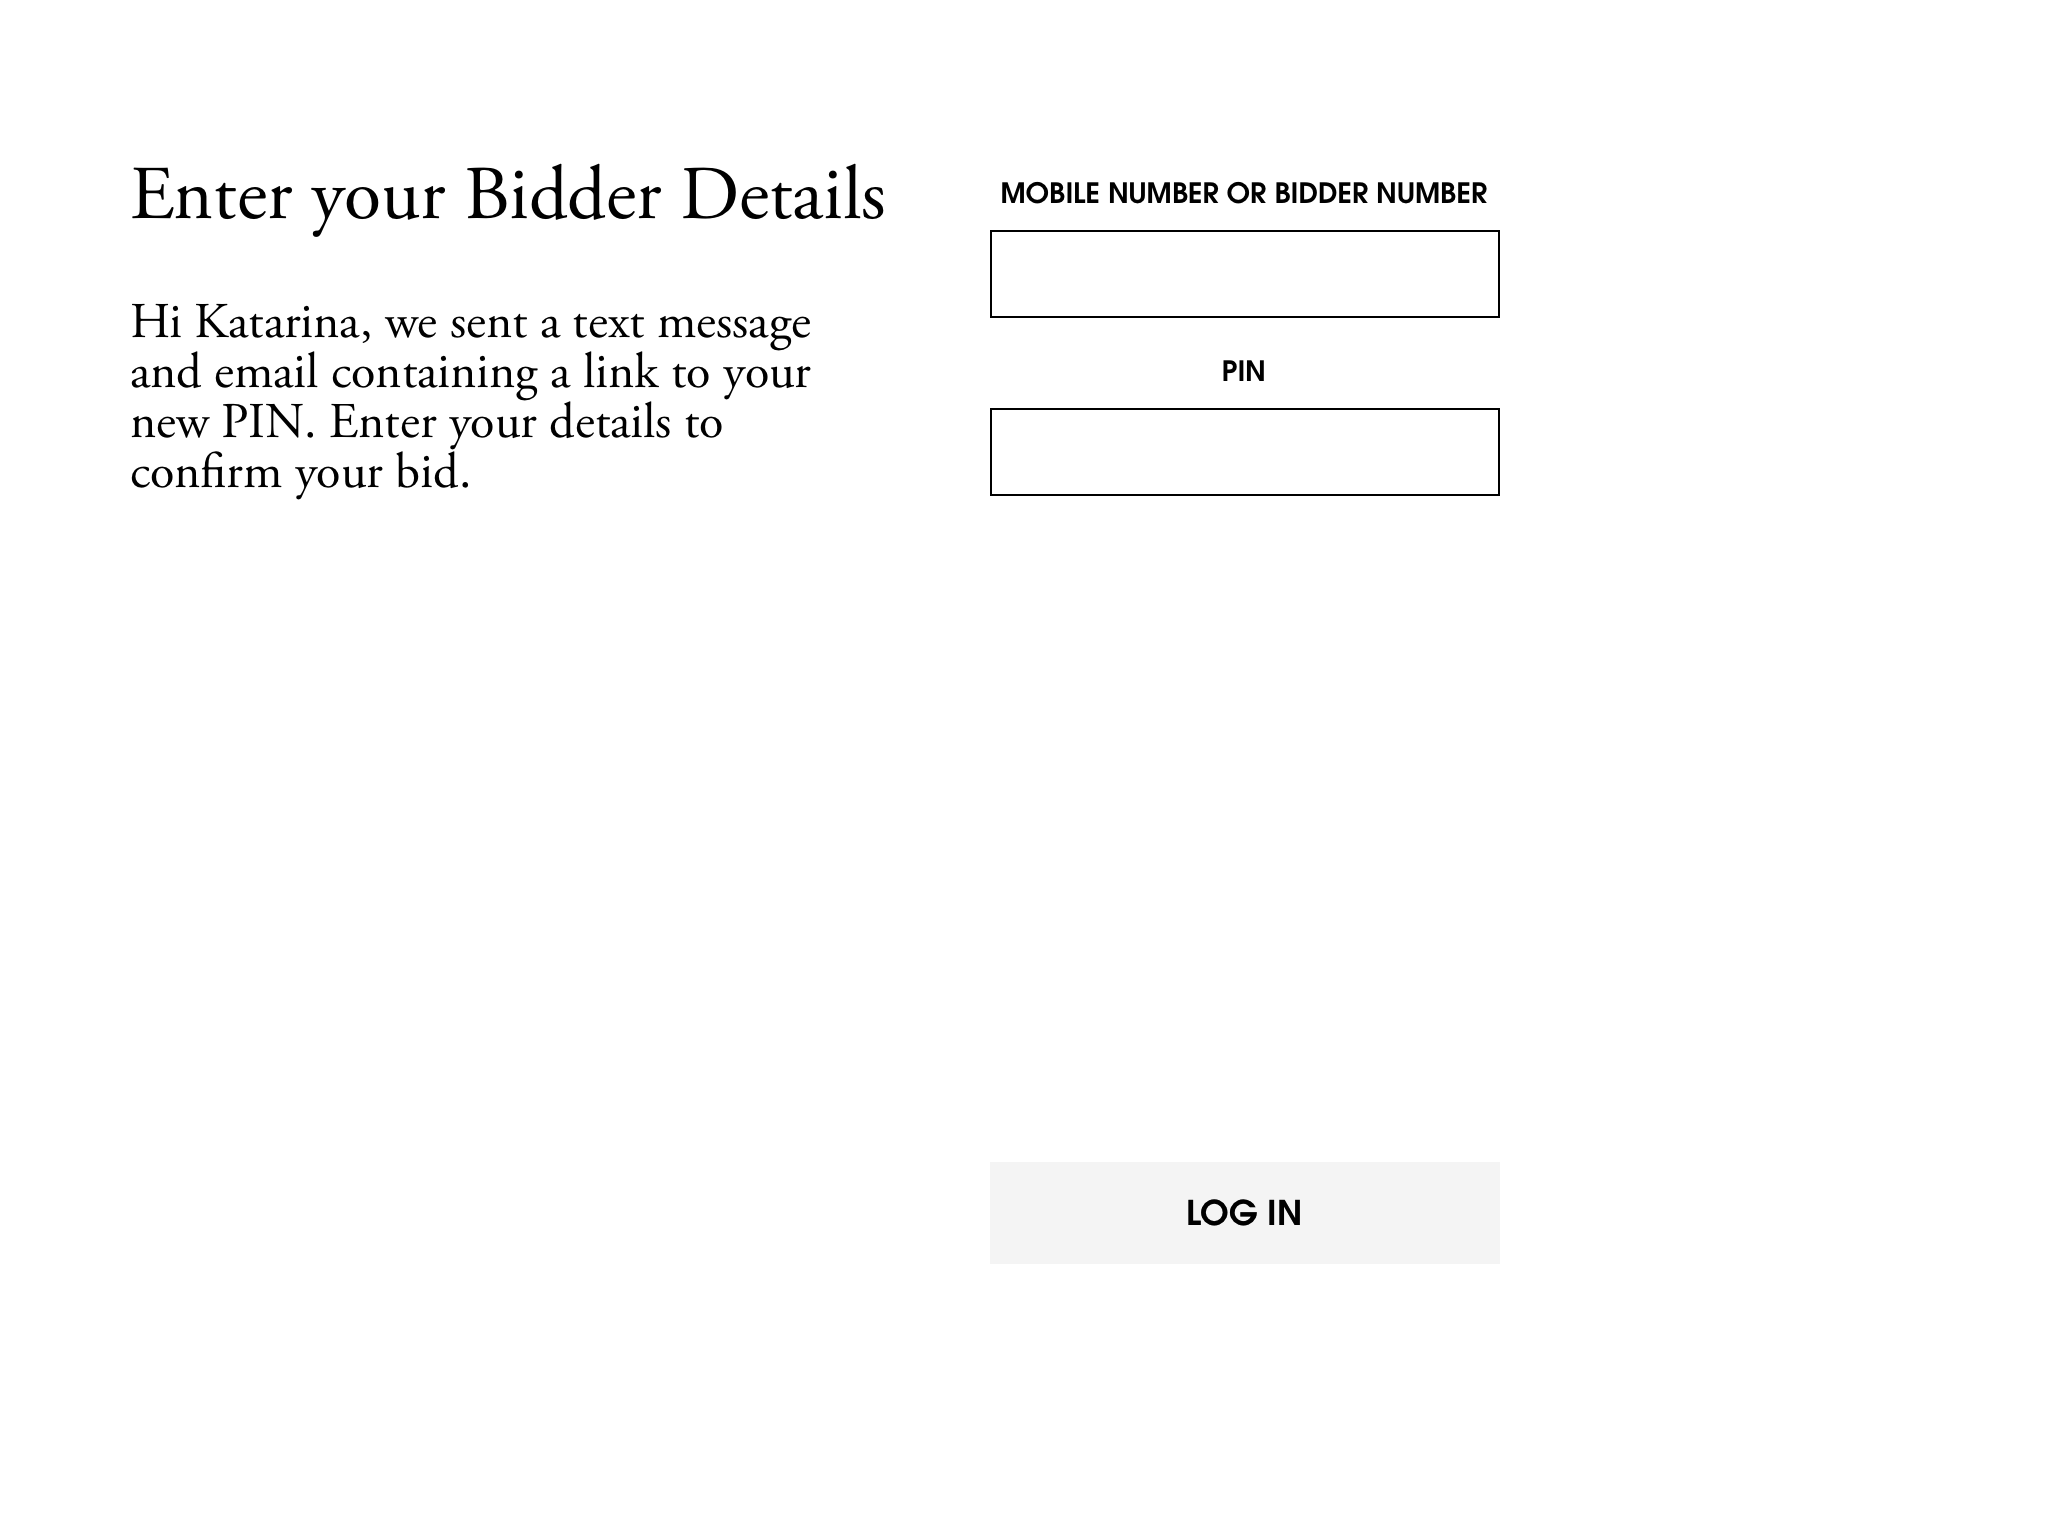 Enter your Bidder Details
Hi Katarina, we sent a text message
and email containing a link to your
new PIN. Enter your details to
confirm your bid.
MOBILE NUMBER OR BIDDER NUMBER
PIN
LOG IN